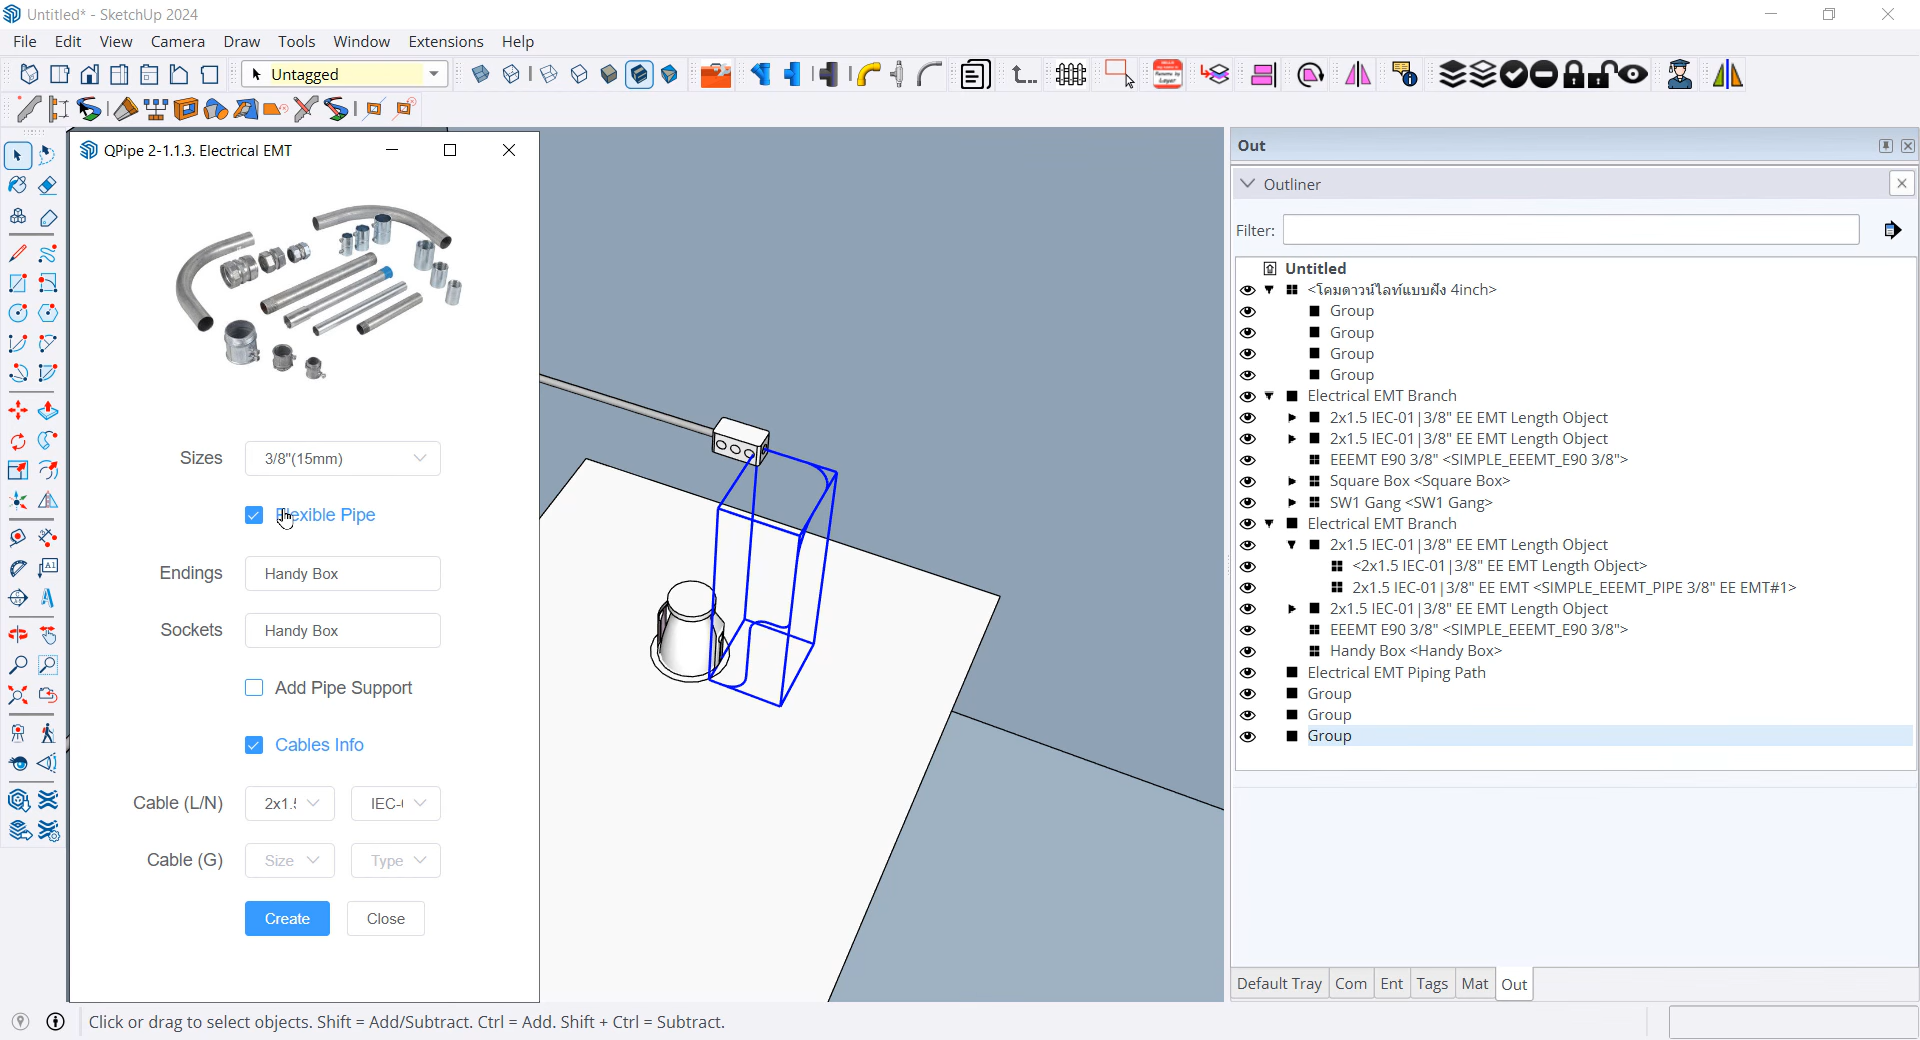 Untitled* - SketchUp 2024
File Edit View Camera Draw Tools Window Extensions Help
Untagged
QPipe 2-1.1.3. Electrical EMT
Sizes 3/8"(15mm)
Flexible Pipe
Endings Handy Box
Sockets Handy Box
Add Pipe Support
Cables Info
Cable (L/N) 2x1.5 IEC-
Cable (G) Size Type
Create Close
Out
Outliner
Filter:
Untitled
<โคมดาวน์ไลท์แบบฝัง 4inch>
Group
Group
Group
Group
Electrical EMT Branch
2x1.5 IEC-01|3/8" EE EMT Length Object
2x1.5 IEC-01|3/8" EE EMT Length Object
EEEMT E90 3/8" <SIMPLE_EEEMT_E90 3/8">
Square Box <Square Box>
SW1 Gang <SW1 Gang>
Electrical EMT Branch
2x1.5 IEC-01|3/8" EE EMT Length Object
<2x1.5 IEC-01|3/8" EE EMT Length Object>
2x1.5 IEC-01|3/8" EE EMT <SIMPLE_EEEMT_PIPE 3/8" EE EMT#1>
2x1.5 IEC-01|3/8" EE EMT Length Object
EEEMT E90 3/8" <SIMPLE_EEEMT_E90 3/8">
Handy Box <Handy Box>
Electrical EMT Piping Path
Group
Group
Group
Default Tray Com Ent Tags Mat Out
Click or drag to select objects. Shift = Add/Subtract. Ctrl = Add. Shift + Ctrl = Subtract.